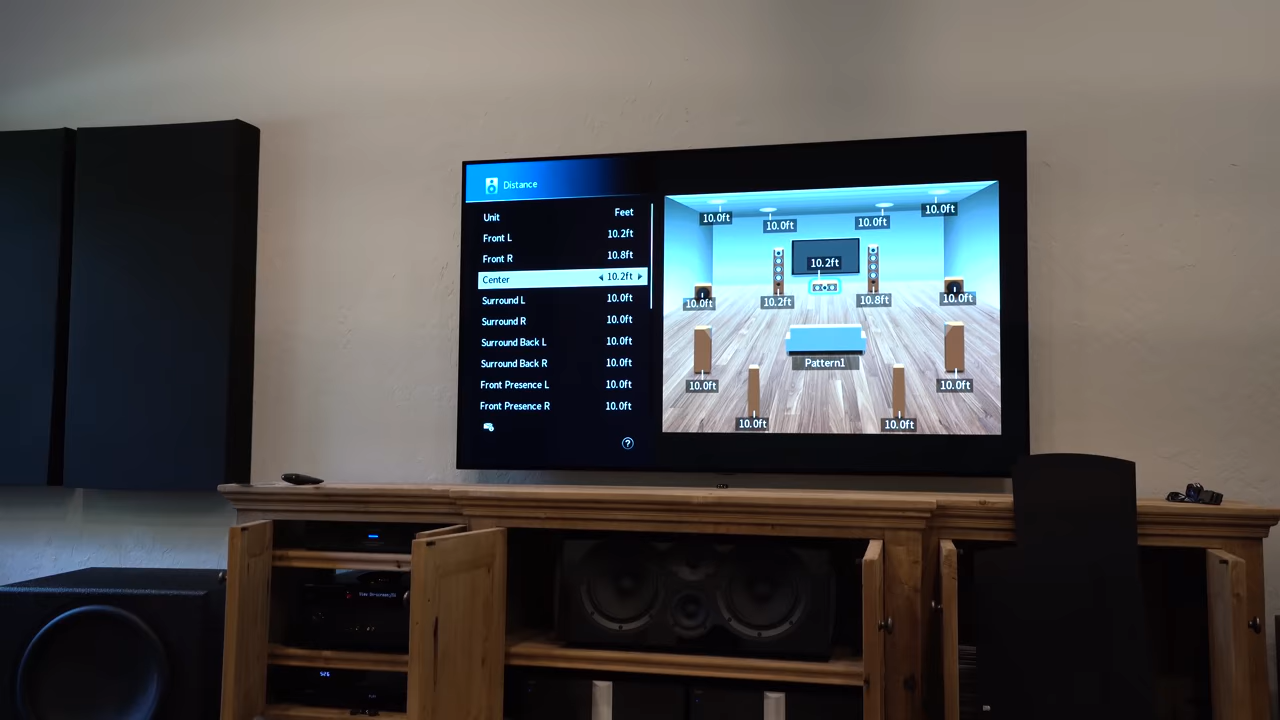 Distance
Unit Feet
Front L 10.2ft
Front R 10.8ft
Center 10.2ft
Surround L 10.0ft
Surround R 10.0ft
Surround Back L 10.0ft
Surround Back R 10.0ft
Front Presence L 10.0ft
Front Presence R 10.0ft
?
10.0ft 10.0ft 10.0ft 10.0ft
10.2ft
10.0ft 10.2ft 10.8ft 10.0ft
Pattern1
10.0ft 10.0ft
10.0ft 10.0ft